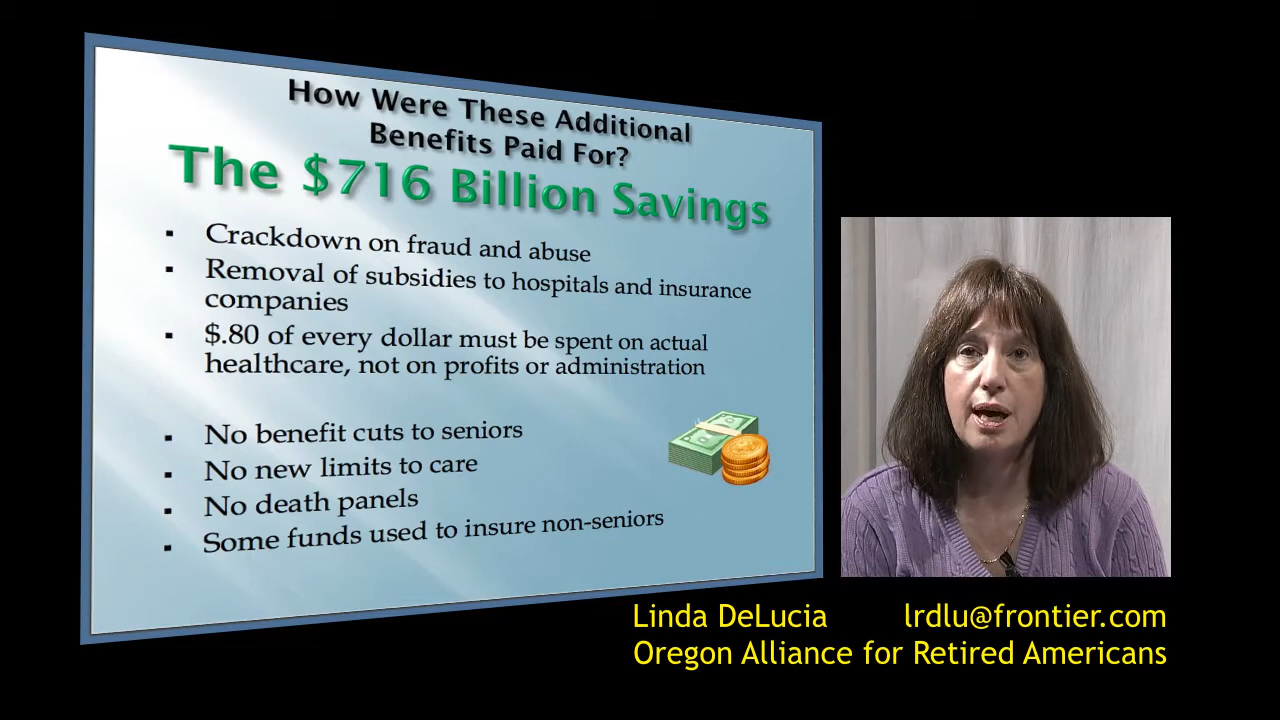 How Were These Additional
Benefits Paid For?
The $716 Billion Savings
▪ Crackdown on fraud and abuse
▪ Removal of subsidies to hospitals and insurance
companies
▪ $.80 of every dollar must be spent on actual
healthcare, not on profits or administration
▪ No benefit cuts to seniors
▪ No new limits to care
▪ No death panels
▪ Some funds used to insure non-seniors
Linda DeLucia lrdlu@frontier.com
Oregon Alliance for Retired Americans